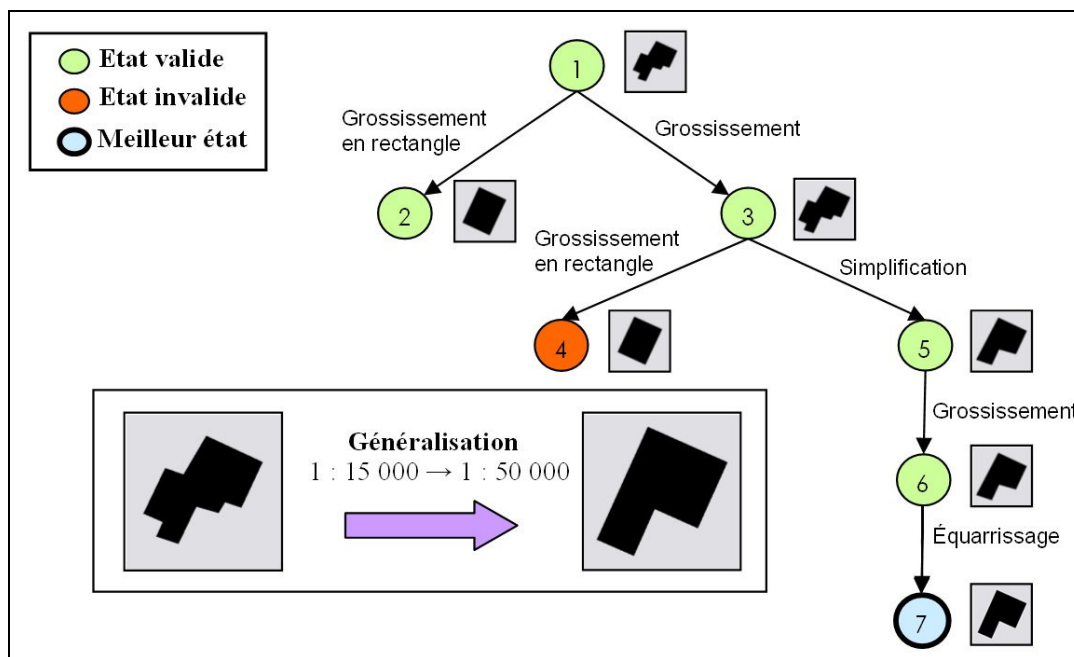 Etat valide
Etat invalide
Meilleur état
1
Grossissement
en rectangle
Grossissement
2
3
Grossissement
en rectangle
Simplification
4
5
Grossissement
Généralisation
1 : 15 000 → 1 : 50 000
6
Équarrissage
7